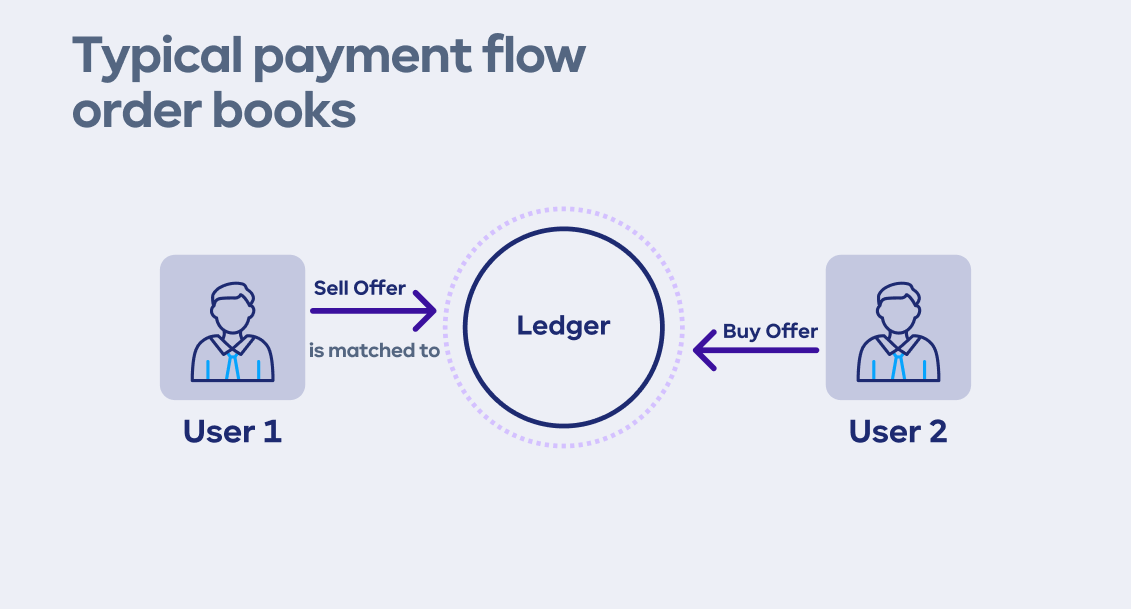 Typical payment flow
order books
Sell Offer
is matched to
Ledger
Buy Offer
User 1
User 2